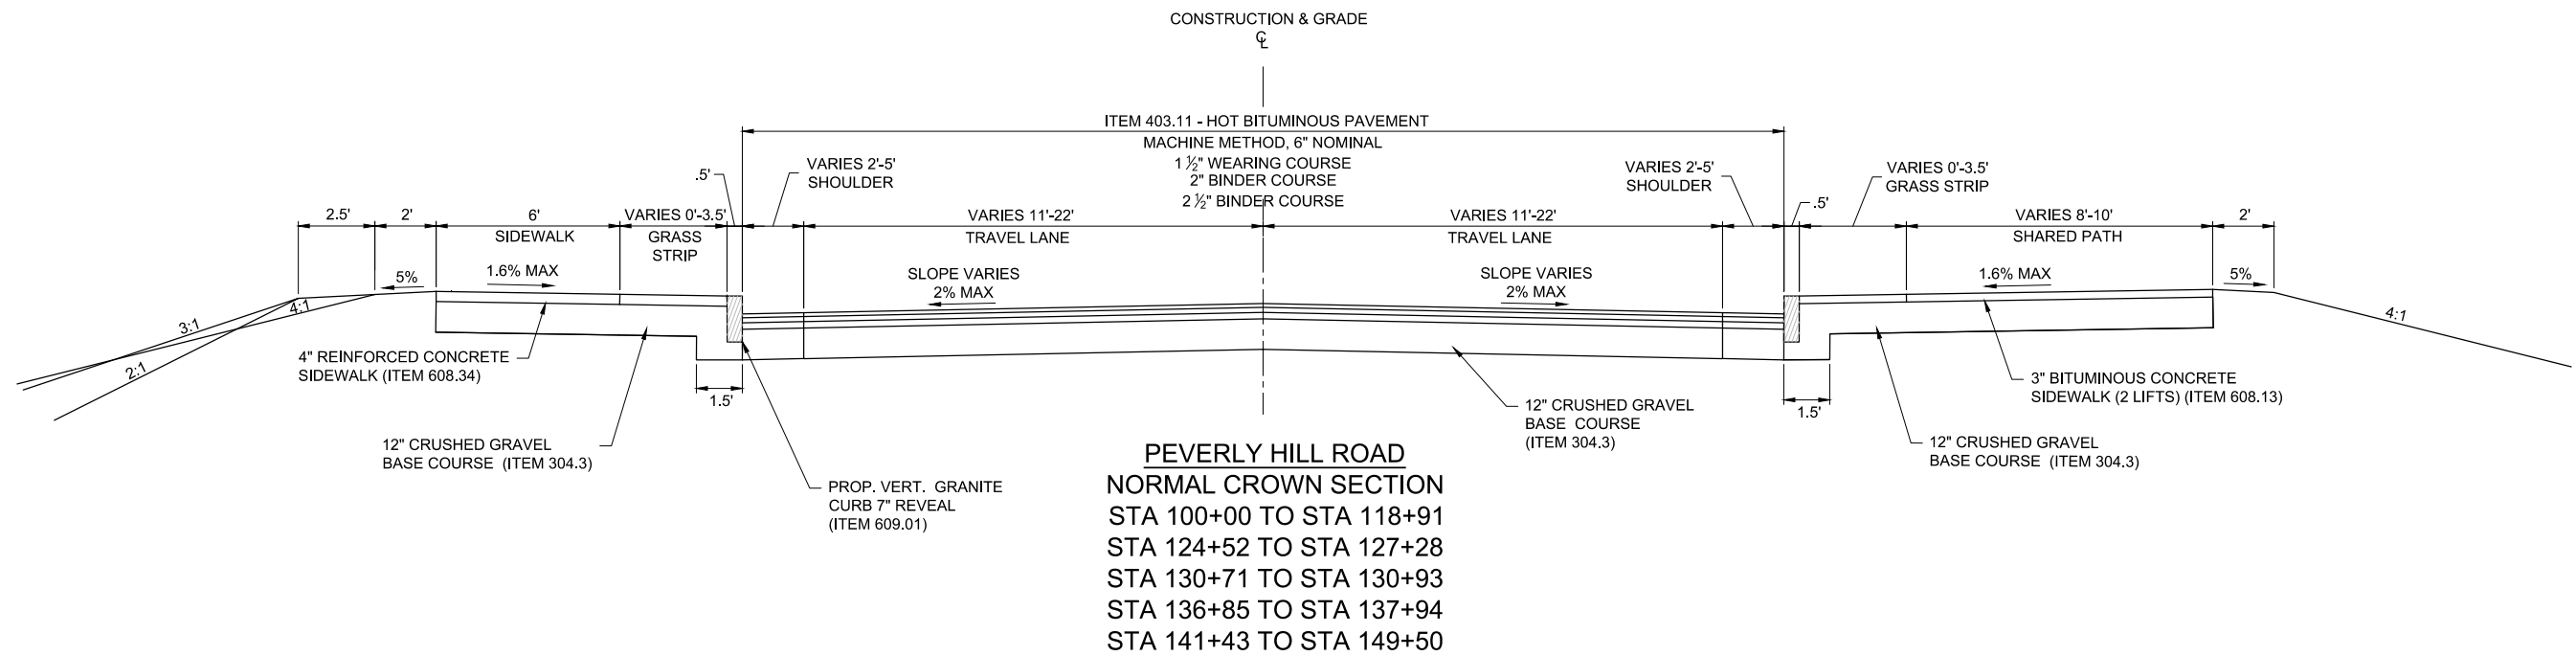 CONSTRUCTION & GRADE
℄
ITEM 403.11 - HOT BITUMINOUS PAVEMENT
MACHINE METHOD, 6" NOMINAL
1 ½" WEARING COURSE
2" BINDER COURSE
2 ½" BINDER COURSE
.5'
VARIES 2'-5'
SHOULDER
VARIES 2'-5'
SHOULDER
.5'
VARIES 0'-3.5'
GRASS STRIP
2.5'
2'
6'
SIDEWALK
VARIES 0'-3.5'
GRASS
STRIP
VARIES 11'-22'
TRAVEL LANE
VARIES 11'-22'
TRAVEL LANE
VARIES 8'-10'
SHARED PATH
2'
5%
1.6% MAX
SLOPE VARIES
2% MAX
SLOPE VARIES
2% MAX
1.6% MAX
5%
3:1
4:1
2:1
4:1
4" REINFORCED CONCRETE
SIDEWALK (ITEM 608.34)
1.5'
12" CRUSHED GRAVEL
BASE COURSE (ITEM 304.3)
PROP. VERT. GRANITE
CURB 7" REVEAL
(ITEM 609.01)
12" CRUSHED GRAVEL
BASE COURSE
(ITEM 304.3)
1.5'
3" BITUMINOUS CONCRETE
SIDEWALK (2 LIFTS) (ITEM 608.13)
12" CRUSHED GRAVEL
BASE COURSE (ITEM 304.3)
PEVERLY HILL ROAD
NORMAL CROWN SECTION
STA 100+00 TO STA 118+91
STA 124+52 TO STA 127+28
STA 130+71 TO STA 130+93
STA 136+85 TO STA 137+94
STA 141+43 TO STA 149+50